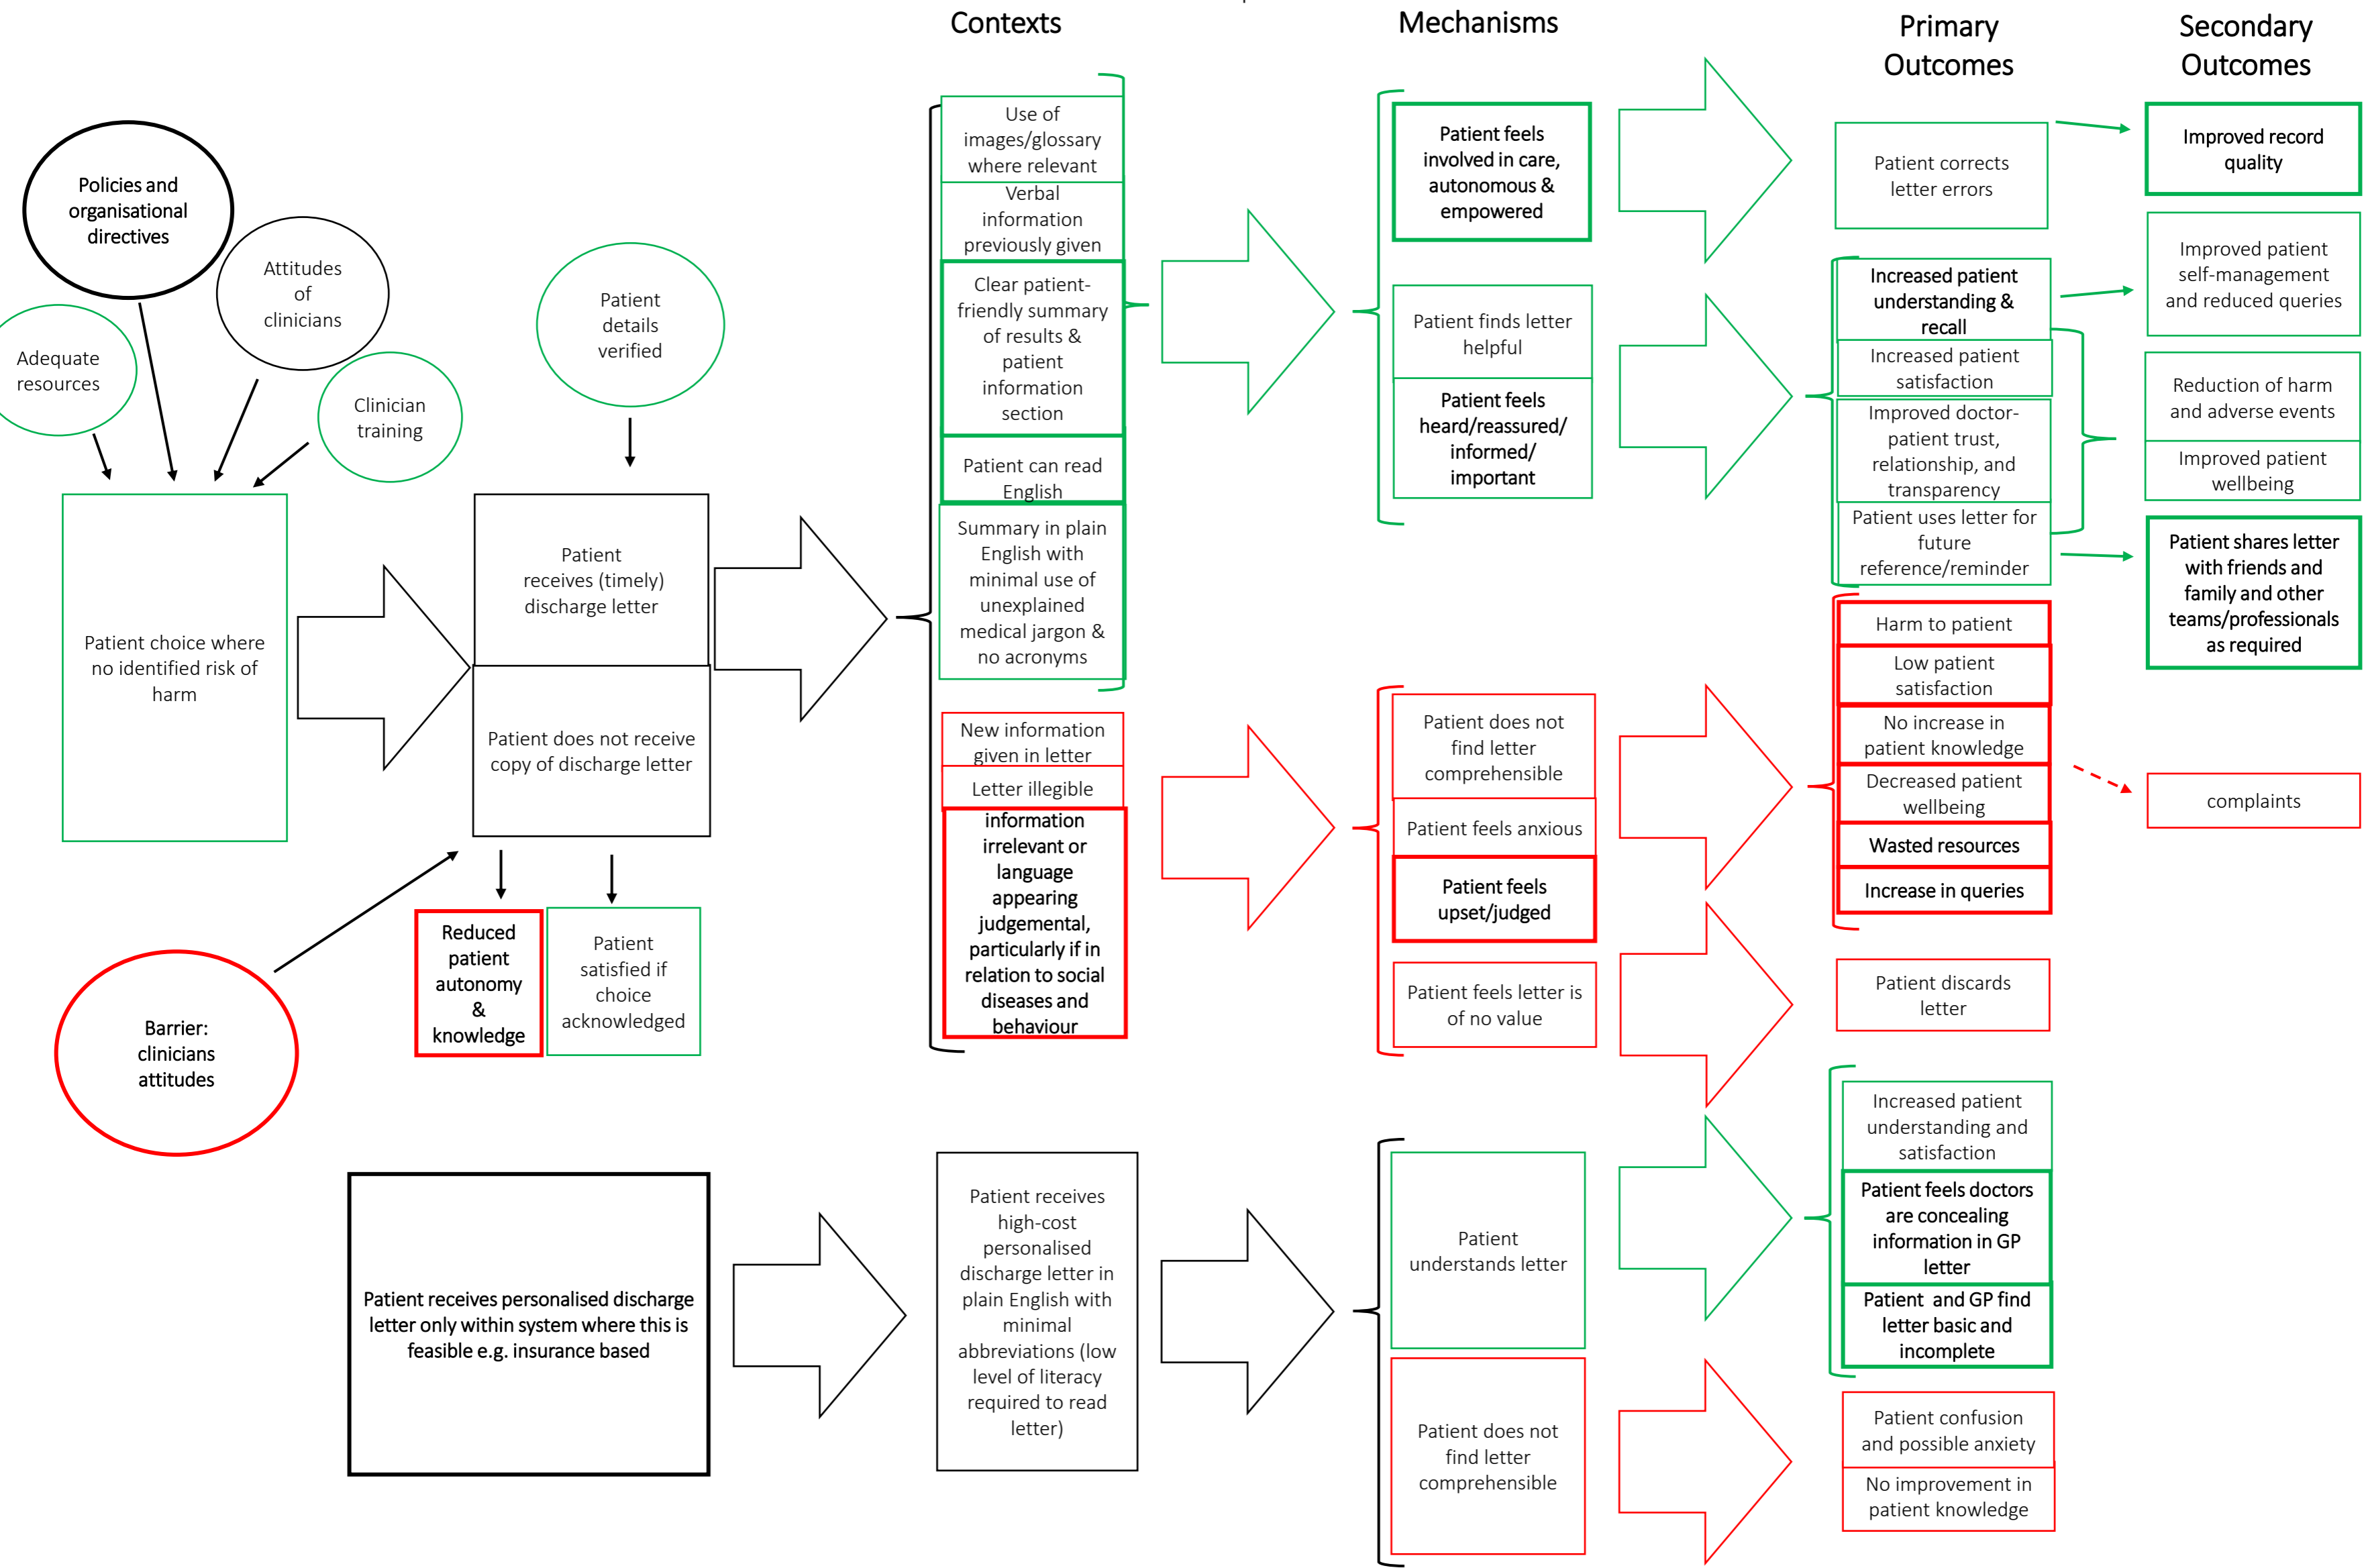 Contexts
Mechanisms
Primary
Outcomes
Secondary
Outcomes
Policies and
organisational
directives
Attitudes
of
clinicians
Adequate
resources
Clinician
training
Patient
details
verified
Patient choice where
no identified risk of
harm
Patient
receives (timely)
discharge letter
Patient does not receive
copy of discharge letter
Reduced
patient
autonomy
&
knowledge
Patient
satisfied if
choice
acknowledged
Barrier:
clinicians
attitudes
Use of
images/glossary
where relevant
Verbal
information
previously given
Clear patient-
friendly summary
of results &
patient
information
section
Patient can read
English
Summary in plain
English with
minimal use of
unexplained
medical jargon &
no acronyms
New information
given in letter
Letter illegible
information
irrelevant or
language
appearing
judgemental,
particularly if in
relation to social
diseases and
behaviour
Patient feels
involved in care,
autonomous &
empowered
Patient finds letter
helpful
Patient feels
heard/reassured/
informed/
important
Patient does not
find letter
comprehensible
Patient feels anxious
Patient feels
upset/judged
Patient feels letter is
of no value
Patient corrects
letter errors
Increased patient
understanding &
recall
Increased patient
satisfaction
Improved doctor-
patient trust,
relationship, and
transparency
Patient uses letter for
future
reference/reminder
Harm to patient
Low patient
satisfaction
No increase in
patient knowledge
Decreased patient
wellbeing
Wasted resources
Increase in queries
Patient discards
letter
Improved record
quality
Improved patient
self-management
and reduced queries
Reduction of harm
and adverse events
Improved patient
wellbeing
Patient shares letter
with friends and
family and other
teams/professionals
as required
complaints
Patient receives personalised discharge
letter only within system where this is
feasible e.g. insurance based
Patient receives
high-cost
personalised
discharge letter in
plain English with
minimal
abbreviations (low
level of literacy
required to read
letter)
Patient
understands letter
Patient does not
find letter
comprehensible
Increased patient
understanding and
satisfaction
Patient feels doctors
are concealing
information in GP
letter
Patient and GP find
letter basic and
incomplete
Patient confusion
and possible anxiety
No improvement in
patient knowledge